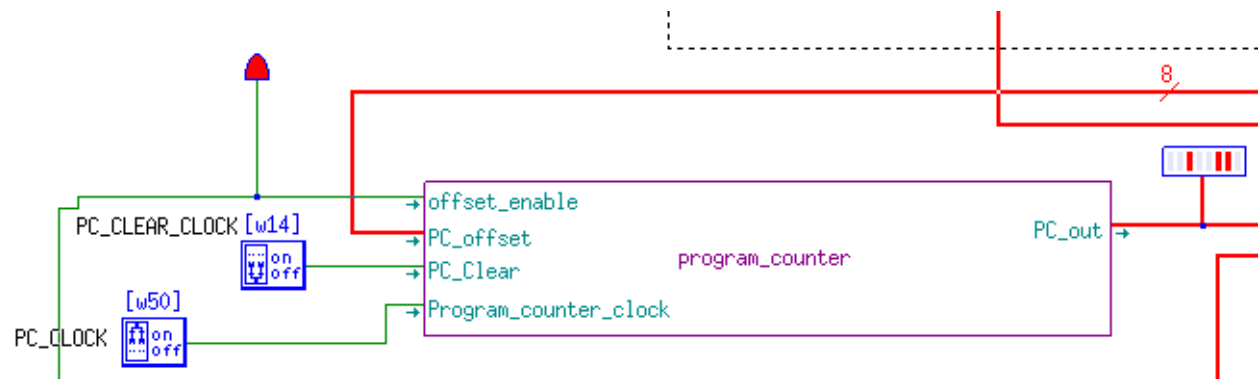 8
offset_enable
PC_CLEAR_CLOCK [w14]
PC_offset
PC_out
on
off
PC_Clear
program_counter
[w50]
Program_counter_clock
PC_CLOCK
on
off